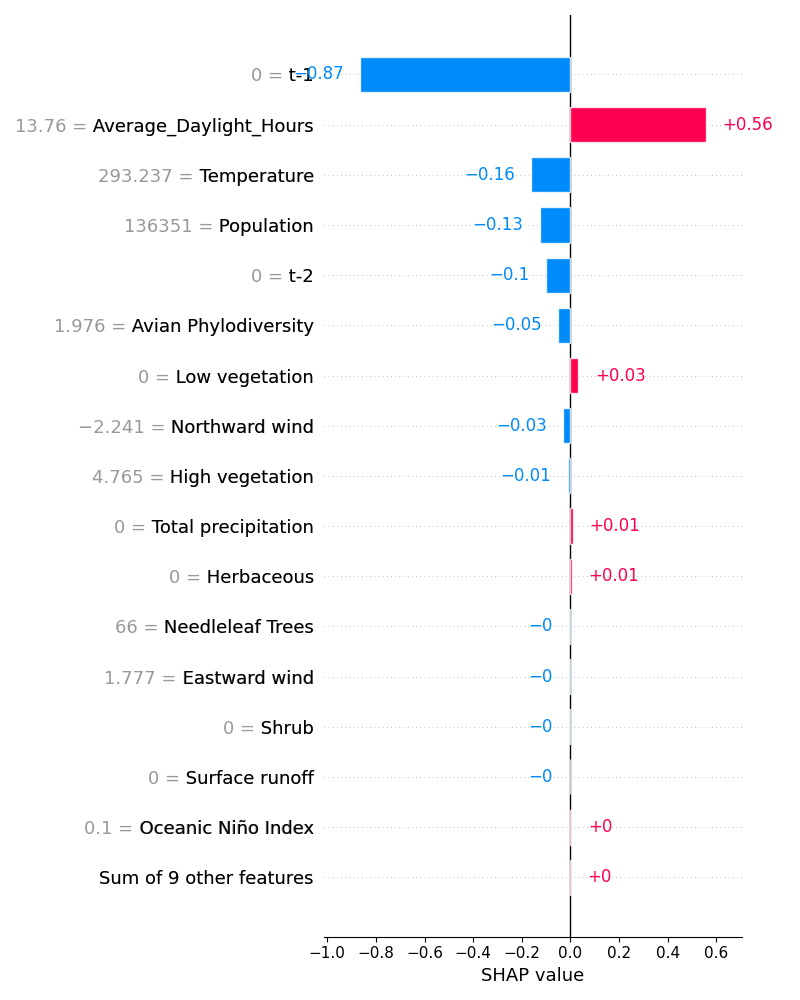 0 = t-1 −0.87
13.76 = Average_Daylight_Hours +0.56
293.237 = Temperature −0.16
136351 = Population −0.13
0 = t-2 −0.1
1.976 = Avian Phylodiversity −0.05
0 = Low vegetation +0.03
−2.241 = Northward wind −0.03
4.765 = High vegetation −0.01
0 = Total precipitation +0.01
0 = Herbaceous +0.01
66 = Needleleaf Trees −0
1.777 = Eastward wind −0
0 = Shrub −0
0 = Surface runoff −0
0.1 = Oceanic Niño Index +0
Sum of 9 other features +0
−1.0 −0.8 −0.6 −0.4 −0.2 0.0 0.2 0.4 0.6
SHAP value